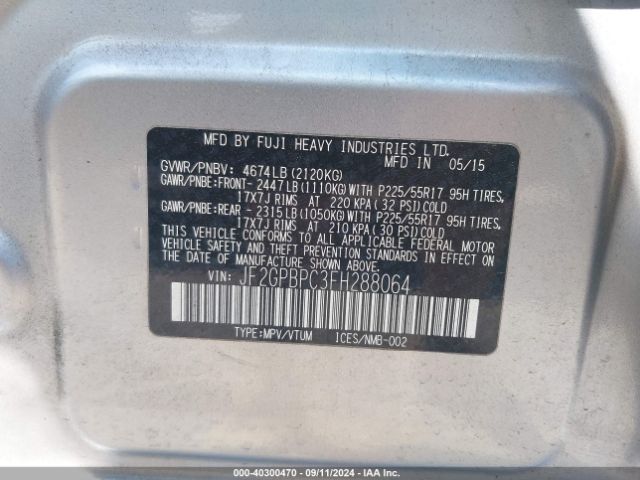 MFD BY FUJI HEAVY INDUSTRIES LTD.
MFD IN 05/15
GVWR/PNBV: 4674LB (2120KG)
GAWR/PNBE:FRONT- 2447LB (1110KG)WITH P225/55R17 95H TIRES,
17X7J RIMS AT 220 KPA ( 32 PSI)COLD
GAWR/PNBE:REAR - 2315LB (1050KG)WITH P225/55R17 95H TIRES,
17X7J RIMS AT 210 KPA ( 30 PSI)COLD
THIS VEHICLE CONFORMS TO ALL APPLICABLE FEDERAL MOTOR
VEHICLE SAFETY AND THEFT PREVENTION STANDARDS IN EFFECT ON
THE DATE OF MANUFACTURE SHOWN ABOVE.
VIN: JF2GPBPC3FH288064
TYPE:MPV/VTUM ICES/NMB-002
000-40300470 - 09/11/2024 - IAA Inc.